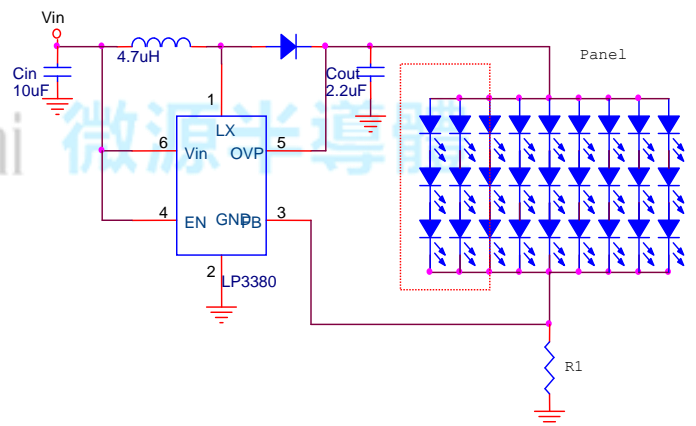 Vin
Panel
4.7uH
Cin
10uF
Cout
2.2uF
1
LX
微源半導體
6
Vin
OVP
5
4
EN
GND
FB
3
2
LP3380
R1